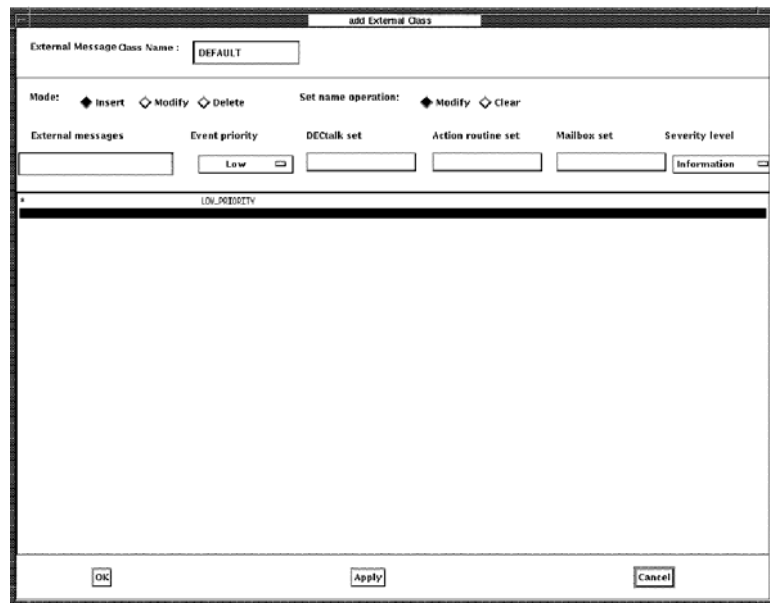 add External Class
External Message Class Name : DEFAULT
Mode: Insert Modify Delete Set name operation: Modify Clear
External messages Event priority DECtalk set Action routine set Mailbox set Severity level
Low Information
* LOW_PRIORITY
OK Apply Cancel